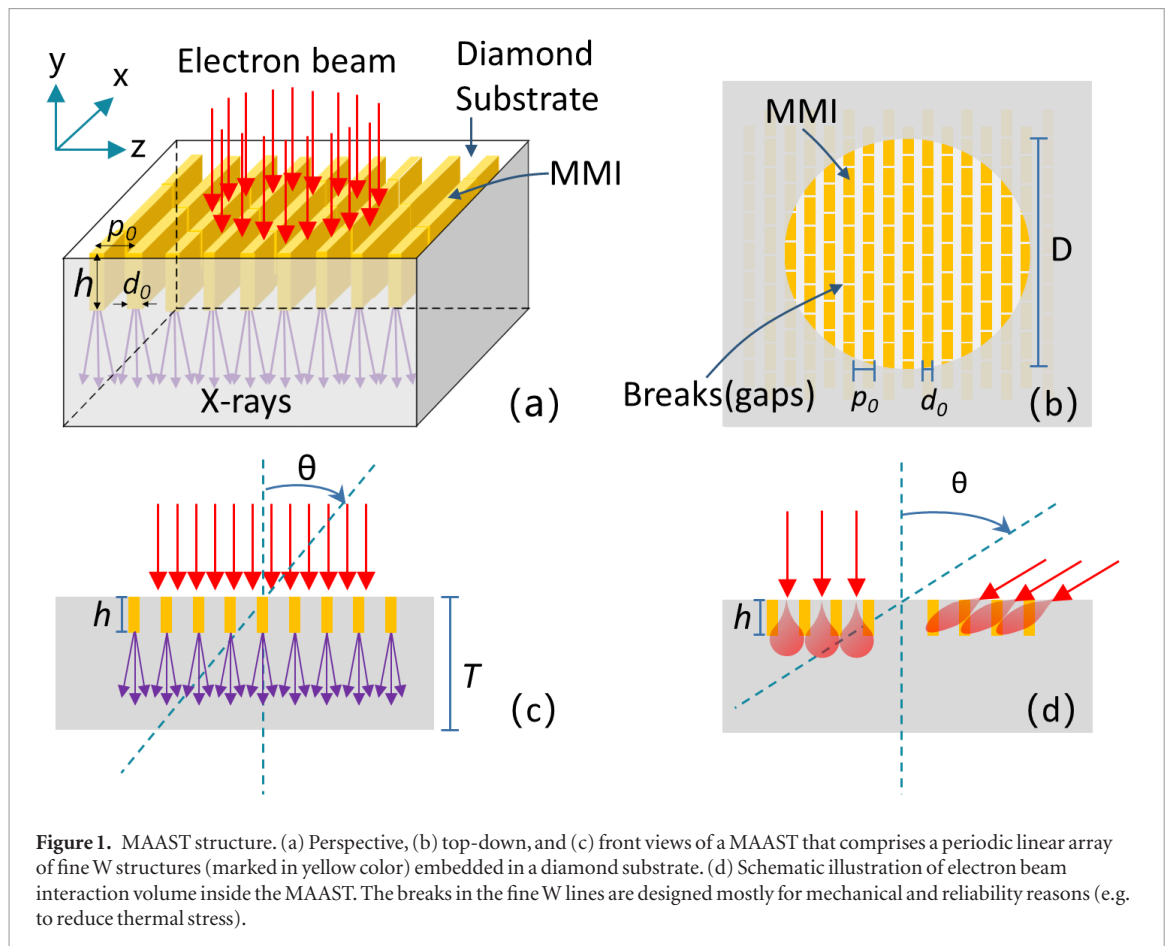 y
x
z
Electron beam
Diamond
Substrate
MMI
p₀
h
d₀
X-rays
(a)
MMI
D
Breaks(gaps)
p₀
d₀
(b)
θ
h
T
(c)
θ
h
(d)
Figure 1. MAAST structure. (a) Perspective, (b) top-down, and (c) front views of a MAAST that comprises a periodic linear array
of fine W structures (marked in yellow color) embedded in a diamond substrate. (d) Schematic illustration of electron beam
interaction volume inside the MAAST. The breaks in the fine W lines are designed mostly for mechanical and reliability reasons (e.g.
to reduce thermal stress).